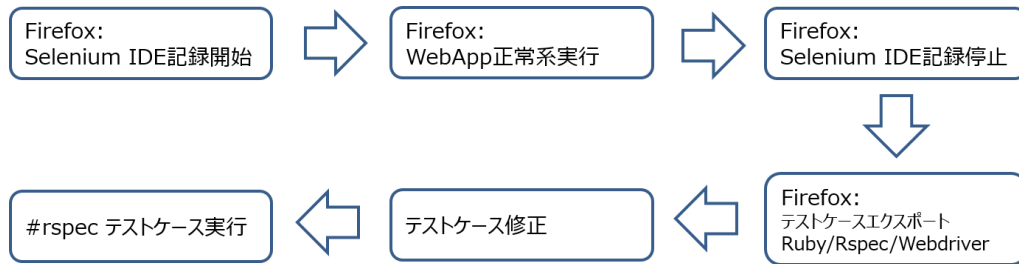 Firefox:
Selenium IDE記録開始
Firefox:
WebApp正常系実行
Firefox:
Selenium IDE記録停止
Firefox:
テストケースエクスポート
Ruby/Rspec/Webdriver
テストケース修正
#rspec テストケース実行